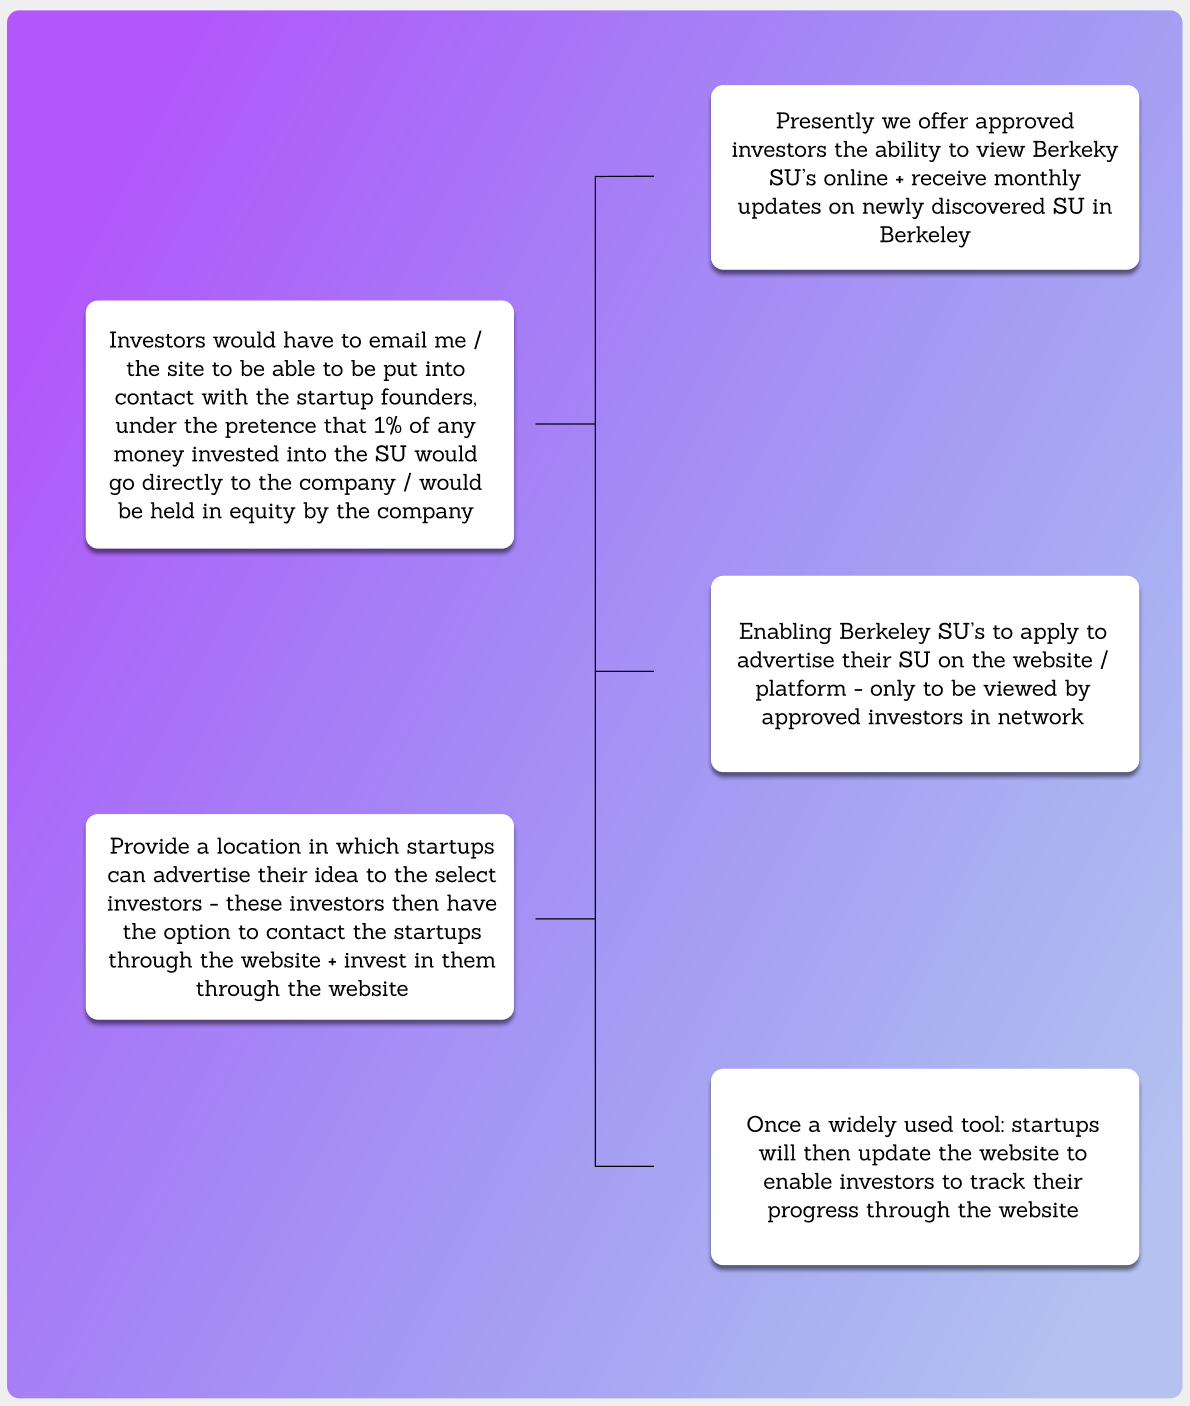 Presently we offer approved
investors the ability to view Berkeky
SU's online + receive monthly
updates on newly discovered SU in
Berkeley
Investors would have to email me /
the site to be able to be put into
contact with the startup founders,
under the pretence that 1% of any
money invested into the SU would
go directly to the company / would
be held in equity by the company
Enabling Berkeley SU's to apply to
advertise their SU on the website /
platform - only to be viewed by
approved investors in network
Provide a location in which startups
can advertise their idea to the select
investors - these investors then have
the option to contact the startups
through the website + invest in them
through the website
Once a widely used tool: startups
will then update the website to
enable investors to track their
progress through the website